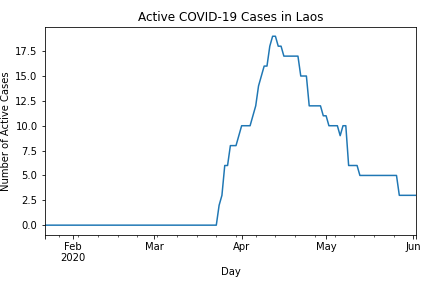 Active COVID-19 Cases in Laos
Number of Active Cases
17.5
15.0
12.5
10.0
7.5
5.0
2.5
0.0
Feb
2020
Mar
Apr
May
Jun
Day